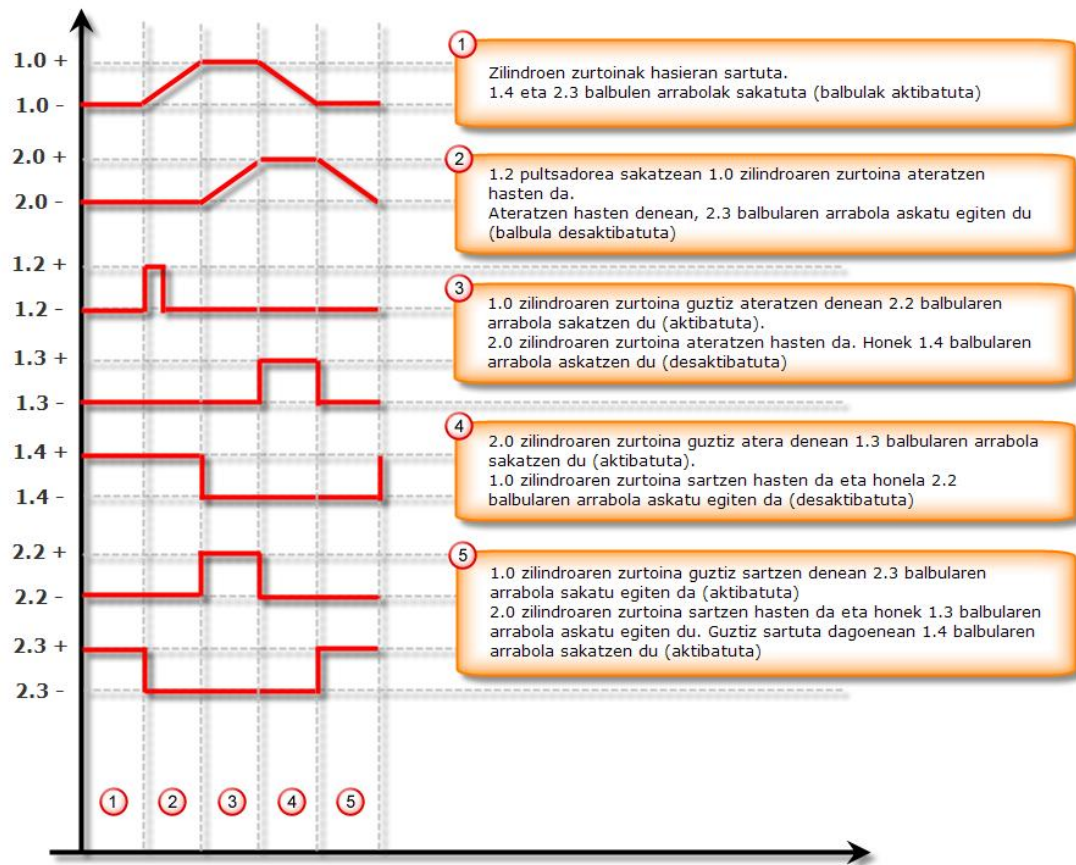 1.0 +
1.0 -
2.0 +
2.0 -
1.2 +
1.2 -
1.3 +
1.3 -
1.4 +
1.4 -
2.2 +
2.2 -
2.3 +
2.3 -
1
2
3
4
5
1
Zilindroen zurtoinak hasieran sartuta.
1.4 eta 2.3 balbulen arrabolak sakatuta (balbulak aktibatuta)
2
1.2 pultsadorea sakatzean 1.0 zilindroaren zurtoina ateratzen
hasten da.
Ateratzen hasten denean, 2.3 balbularen arrabola askatu egiten du
(balbula desaktibatuta)
3
1.0 zilindroaren zurtoina guztiz ateratzen denean 2.2 balbularen
arrabola sakatzen du (aktibatuta).
2.0 zilindroaren zurtoina ateratzen hasten da. Honek 1.4 balbularen
arrabola askatzen du (desaktibatuta)
4
2.0 zilindroaren zurtoina guztiz atera denean 1.3 balbularen arrabola
sakatzen du (aktibatuta).
1.0 zilindroaren zurtoina sartzen hasten da eta honela 2.2
balbularen arrabola askatu egiten da (desaktibatuta)
5
1.0 zilindroaren zurtoina guztiz sartzen denean 2.3 balbularen
arrabola sakatu egiten da (aktibatuta)
2.0 zilindroaren zurtoina sartzen hasten da eta honek 1.3 balbularen
arrabola askatu egiten du. Guztiz sartuta dagoenean 1.4 balbularen
arrabola sakatzen du (aktibatuta)